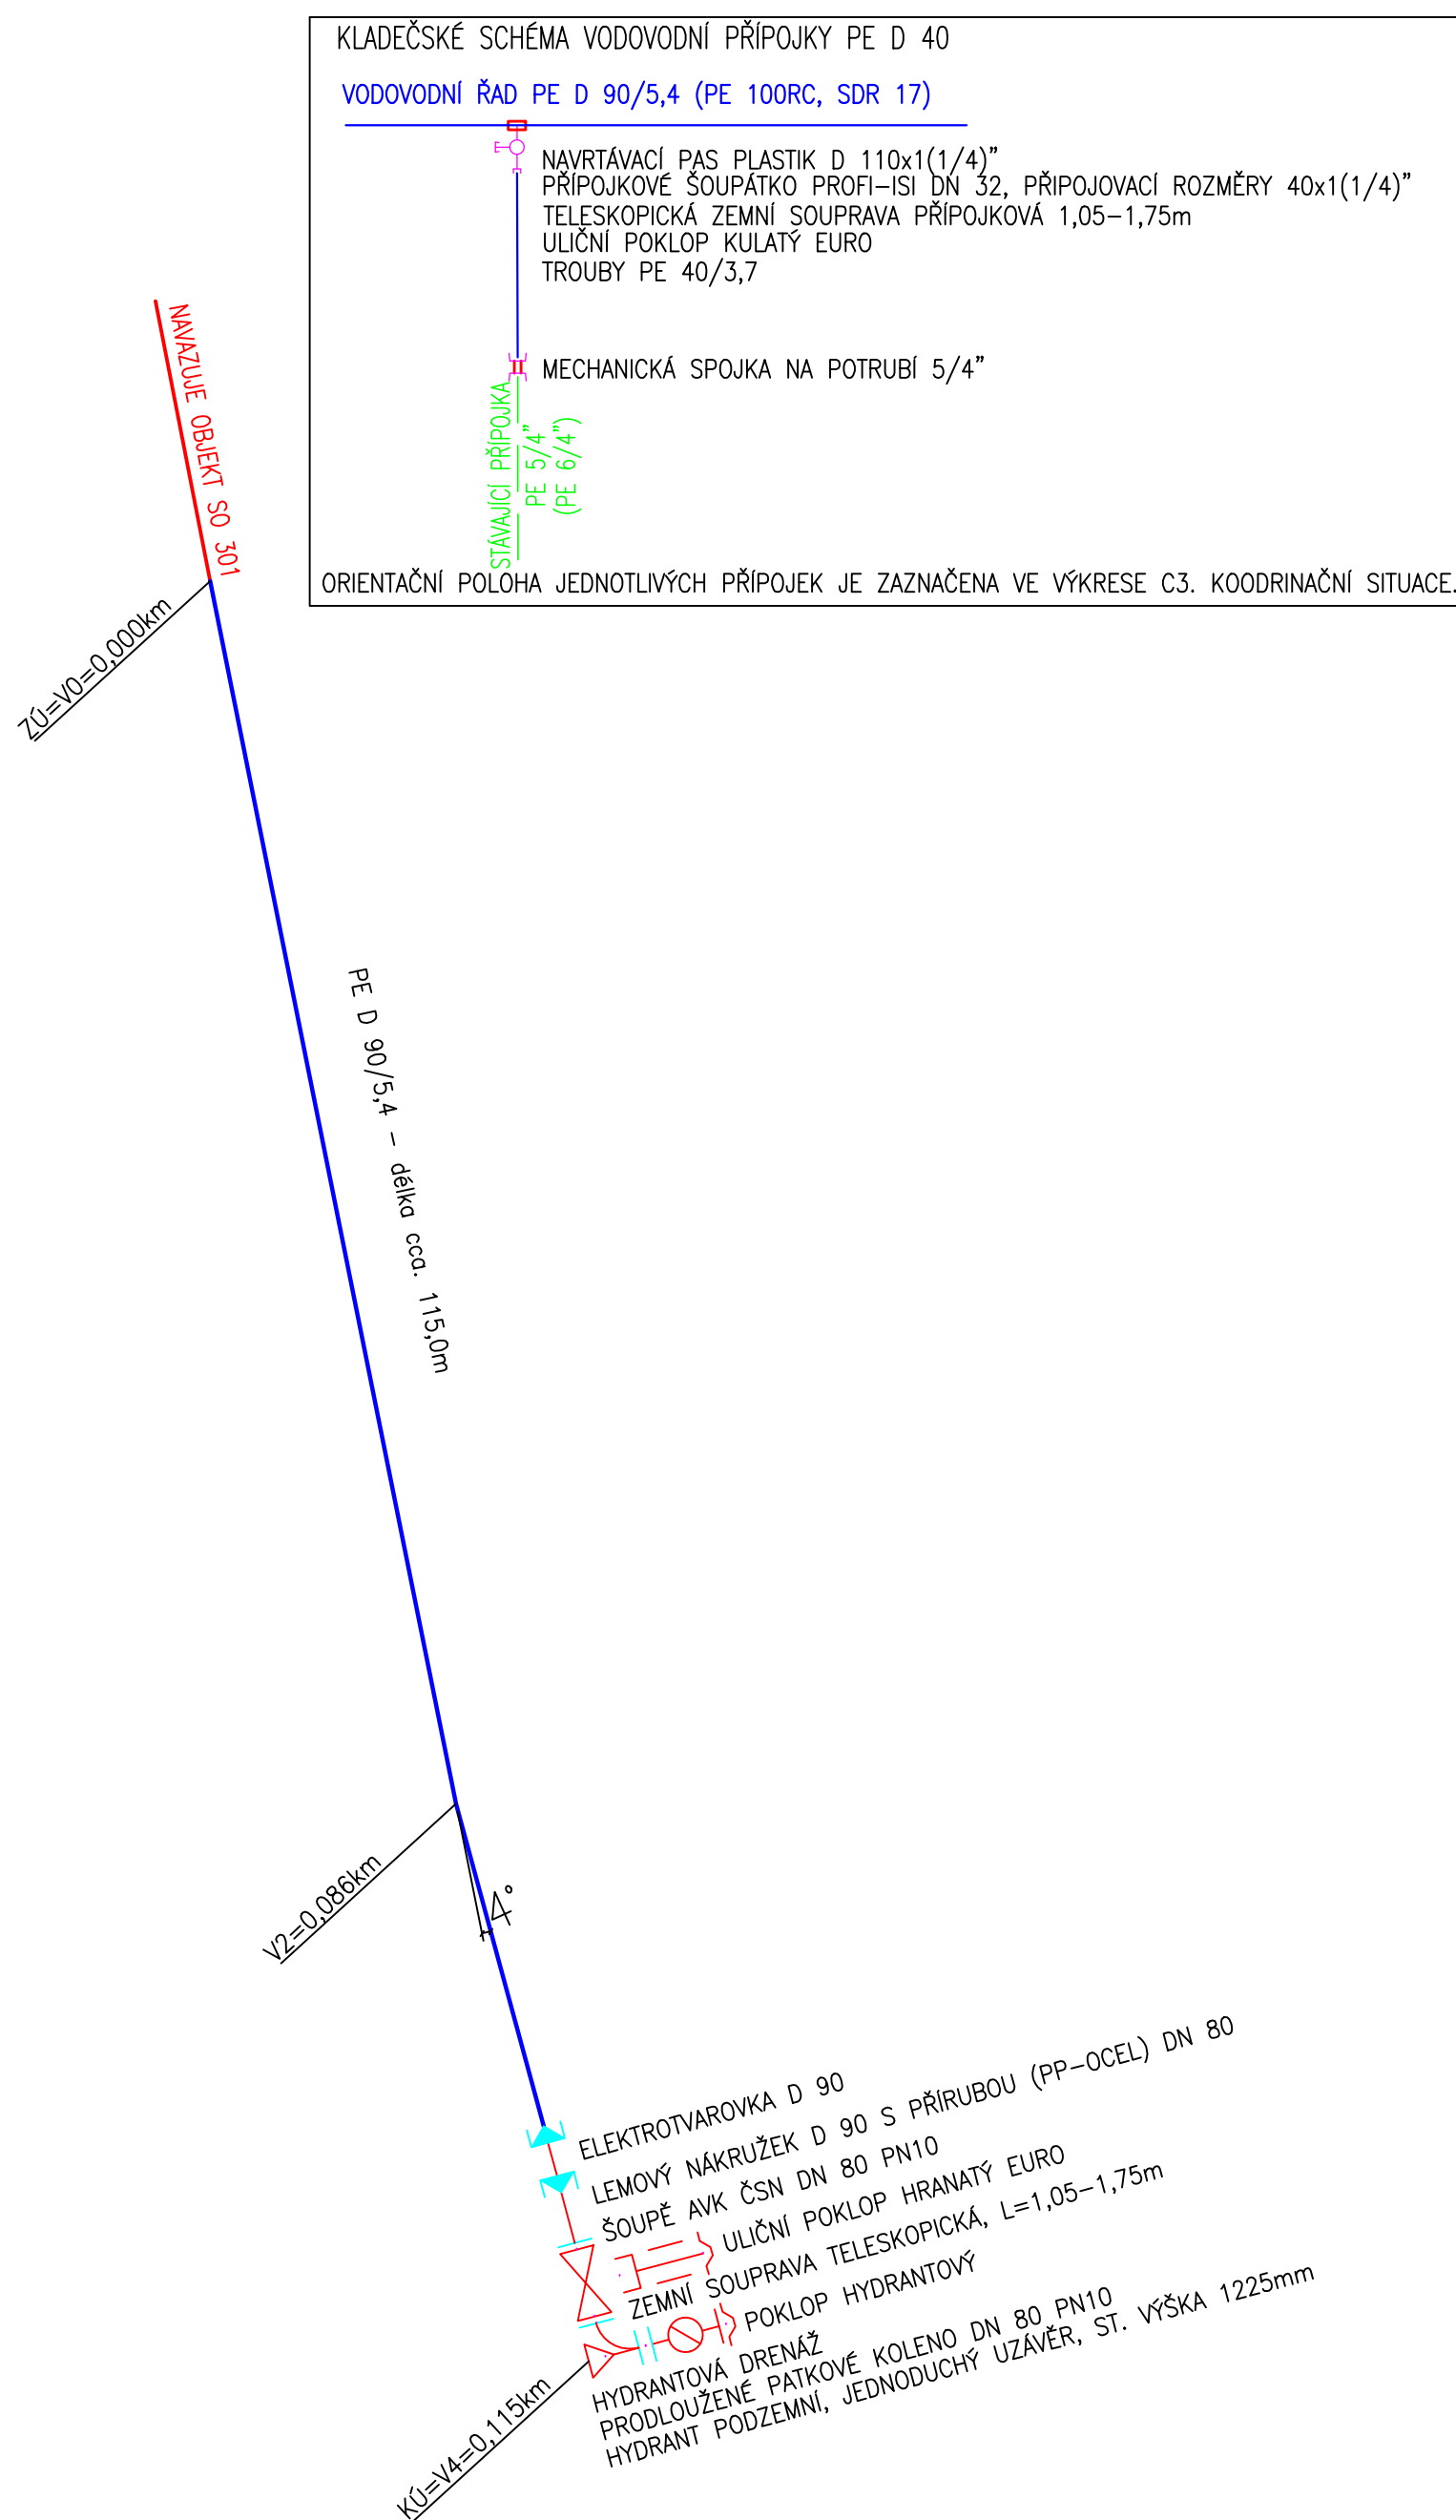 KLADEČSKÉ SCHÉMA VODOVODNÍ PŘÍPOJKY PE D 40
VODOVODNÍ ŘAD PE D 90/5,4 (PE 100RC, SDR 17)
NAVRTÁVACÍ PAS PLASTIK D 110x1(1/4)"
PŘÍPOJKOVÉ ŠOUPÁTKO PROFI-ISI DN 32, PŘIPOJOVACÍ ROZMĚRY 40x1(1/4)"
TELESKOPICKÁ ZEMNÍ SOUPRAVA PŘÍPOJKOVÁ 1,05-1,75m
ULIČNÍ POKLOP KULATÝ EURO
TROUBY PE 40/3,7
MECHANICKÁ SPOJKA NA POTRUBÍ 5/4"
STÁVAJÍCÍ PŘÍPOJKA
PE 5/4"
(PE 6/4")
ORIENTAČNÍ POLOHA JEDNOTLIVÝCH PŘÍPOJEK JE ZAZNAČENA VE VÝKRESE C3. KOODRINAČNÍ SITUACE.
NAVAZUJE OBJEKT SO 301
ZÚ=V0=0,000km
PE D 90/5,4 - délka cca. 115,0m
V2=0,086km
4°
ELEKTROTVAROVKA D 90
LEMOVÝ NÁKRUŽEK D 90 S PŘÍRUBOU (PP-OCEL) DN 80
ŠOUPĚ AVK ČSN DN 80 PN10
ULIČNÍ POKLOP HRANATÝ EURO
ZEMNÍ SOUPRAVA TELESKOPICKÁ, L=1,05-1,75m
POKLOP HYDRANTOVÝ
HYDRANTOVÁ DRENÁŽ
PRODLOUŽENÉ PATKOVÉ KOLENO DN 80 PN10
HYDRANT PODZEMNÍ, JEDNODUCHÝ UZÁVĚR, ST. VÝŠKA 1225mm
KÚ=V4=0,115km